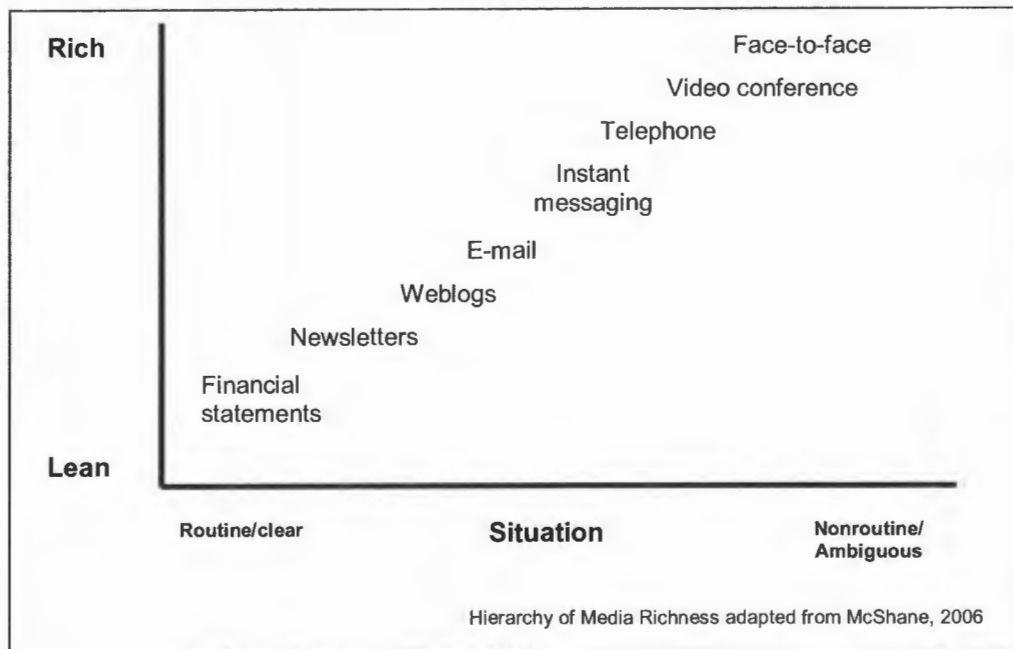 Rich
Face-to-face
Video conference
Telephone
Instant
messaging
E-mail
Weblogs
Newsletters
Financial
statements
Lean
Routine/clear
Situation
Nonroutine/
Ambiguous
Hierarchy of Media Richness adapted from McShane, 2006